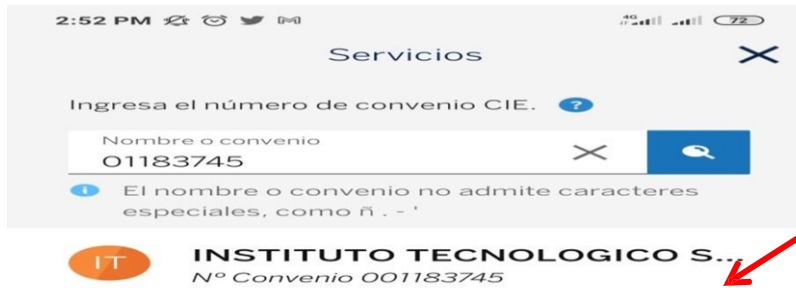 2:52 PM
4G 72
Servicios
Ingresa el número de convenio CIE. ?
Nombre o convenio
01183745
El nombre o convenio no admite caracteres
especiales, como ñ . - '
IT INSTITUTO TECNOLOGICO S...
Nº Convenio 001183745